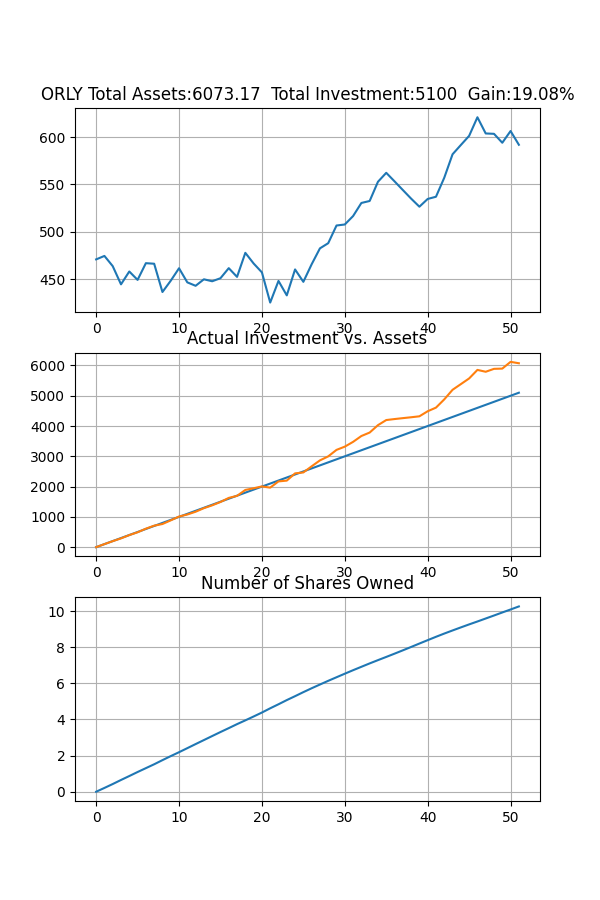 ORLY Total Assets:6073.17  Total Investment:5100  Gain:19.08%
600
550
500
450
0 10 20 30 40 50
Actual Investment vs. Assets
6000
5000
4000
3000
2000
1000
0
0 10 20 30 40 50
Number of Shares Owned
10
8
6
4
2
0
0 10 20 30 40 50